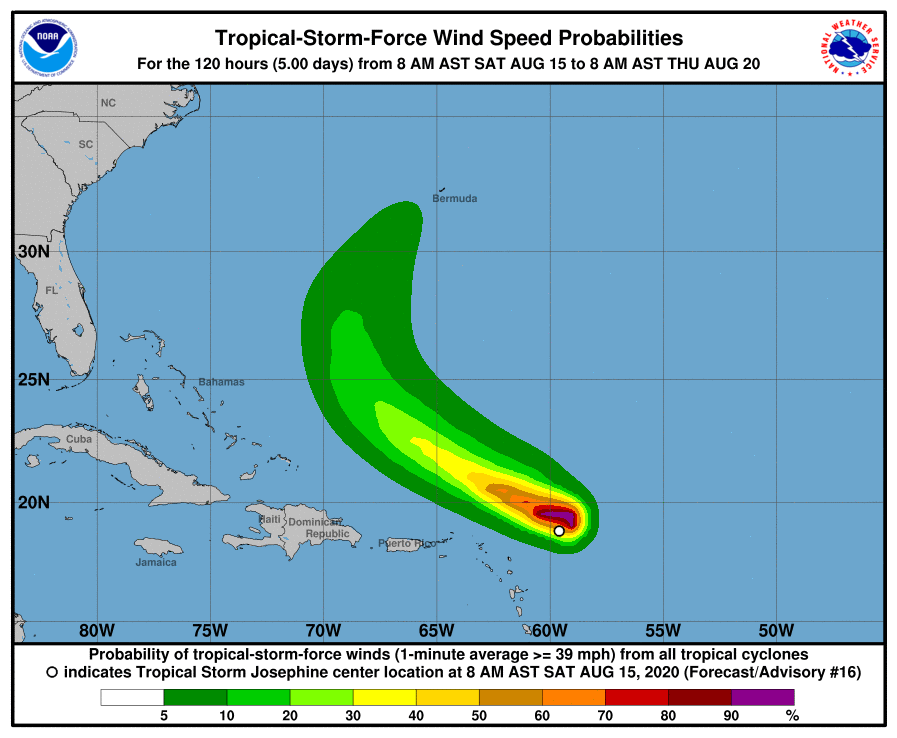 Tropical-Storm-Force Wind Speed Probabilities
For the 120 hours (5.00 days) from 8 AM AST SAT AUG 15 to 8 AM AST THU AUG 20
NOAA
NATIONAL WEATHER SERVICE
NC
SC
Bermuda
30N
FL
25N
Bahamas
Cuba
20N
Haiti
Dominican
Republic
Puerto Rico
Jamaica
80W 75W 70W 65W 60W 55W 50W
Probability of tropical-storm-force winds (1-minute average >= 39 mph) from all tropical cyclones
indicates Tropical Storm Josephine center location at 8 AM AST SAT AUG 15, 2020 (Forecast/Advisory #16)
5 10 20 30 40 50 60 70 80 90 %